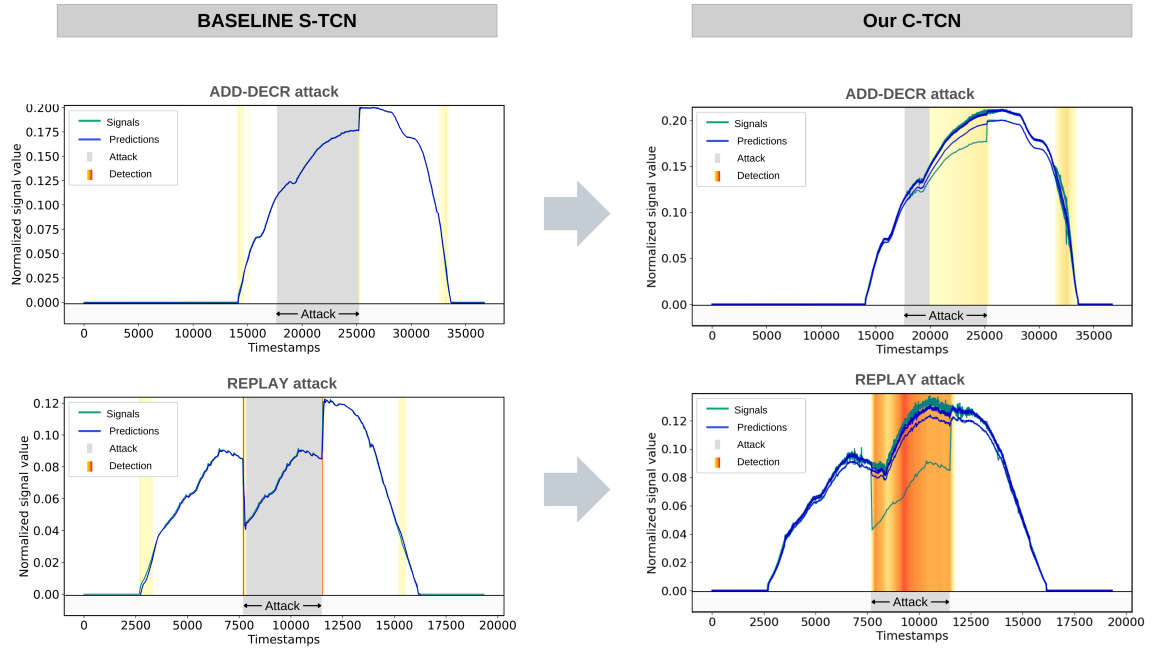 BASELINE S-TCN
Our C-TCN
ADD-DECR attack
Normalized signal value
0.200
0.175
0.150
0.125
0.100
0.075
0.050
0.025
0.000
Signals
Predictions
Attack
Detection
Attack
0 5000 10000 15000 20000 25000 30000 35000
Timestamps
ADD-DECR attack
Normalized signal value
0.20
0.15
0.10
0.05
0.00
Signals
Predictions
Attack
Detection
Attack
0 5000 10000 15000 20000 25000 30000 35000
Timestamps
REPLAY attack
Normalized signal value
0.12
0.10
0.08
0.06
0.04
0.02
0.00
Signals
Predictions
Attack
Detection
Attack
0 2500 5000 7500 10000 12500 15000 17500 20000
Timestamps
REPLAY attack
Normalized signal value
0.12
0.10
0.08
0.06
0.04
0.02
0.00
Signals
Predictions
Attack
Detection
Attack
0 2500 5000 7500 10000 12500 15000 17500 20000
Timestamps